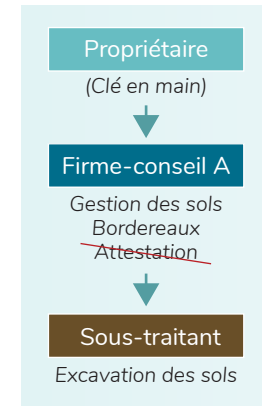 Propriétaire
(Clé en main)
Firme-conseil A
Gestion des sols
Bordereaux
Attestation
Sous-traitant
Excavation des sols